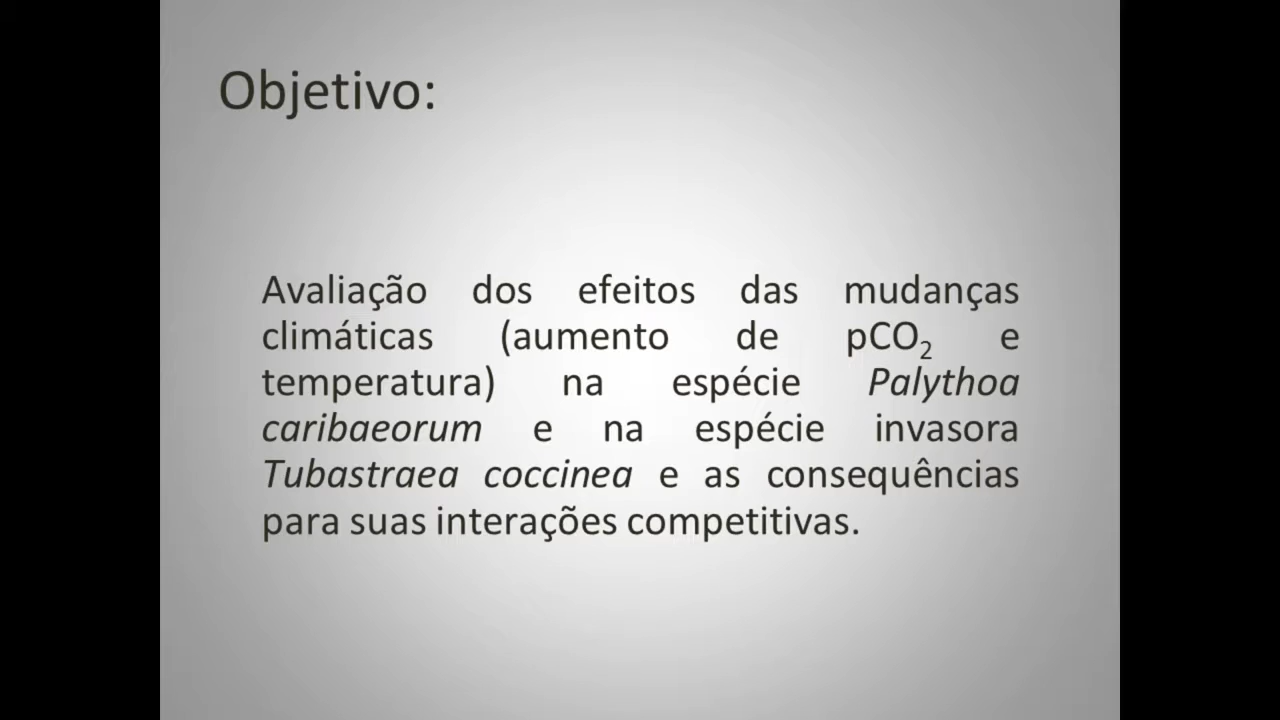 Objetivo:
Avaliação dos efeitos das mudanças
climáticas (aumento de pCO₂ e
temperatura) na espécie Palythoa
caribaeorum e na espécie invasora
Tubastraea coccinea e as consequências
para suas interações competitivas.